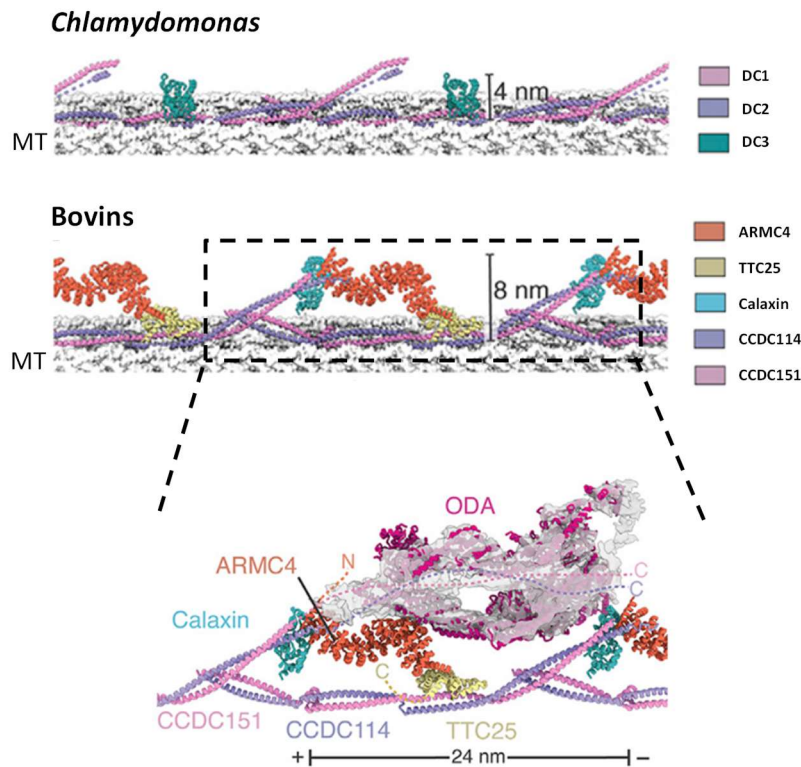 Chlamydomonas
4 nm
MT
DC1
DC2
DC3
Bovins
8 nm
MT
ARMC4
TTC25
Calaxin
CCDC114
CCDC151
ODA
ARMC4
N
C
C
Calaxin
C
CCDC151 CCDC114 TTC25
+ 24 nm −